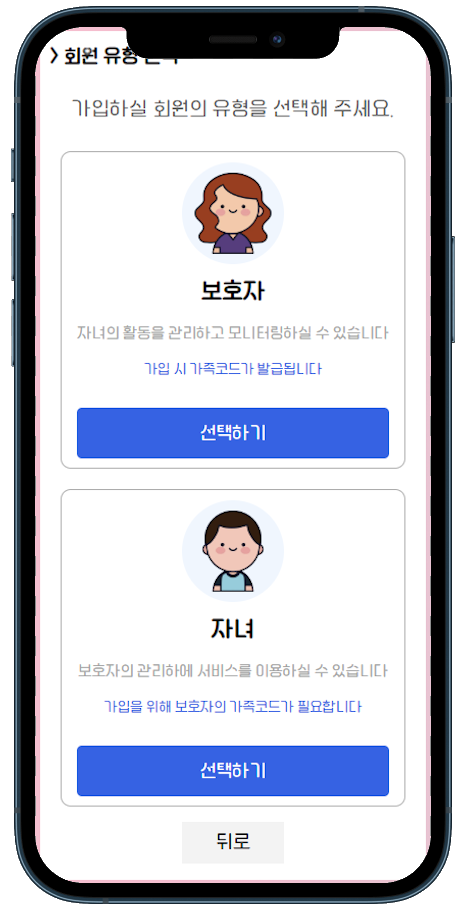 > 회원 유형
가입하실 회원의 유형을 선택해 주세요.
보호자
자녀의 활동을 관리하고 모니터링하실 수 있습니다
가입 시 가족코드가 발급됩니다
선택하기
자녀
보호자의 관리하에 서비스를 이용하실 수 있습니다
가입을 위해 보호자의 가족코드가 필요합니다
선택하기
뒤로